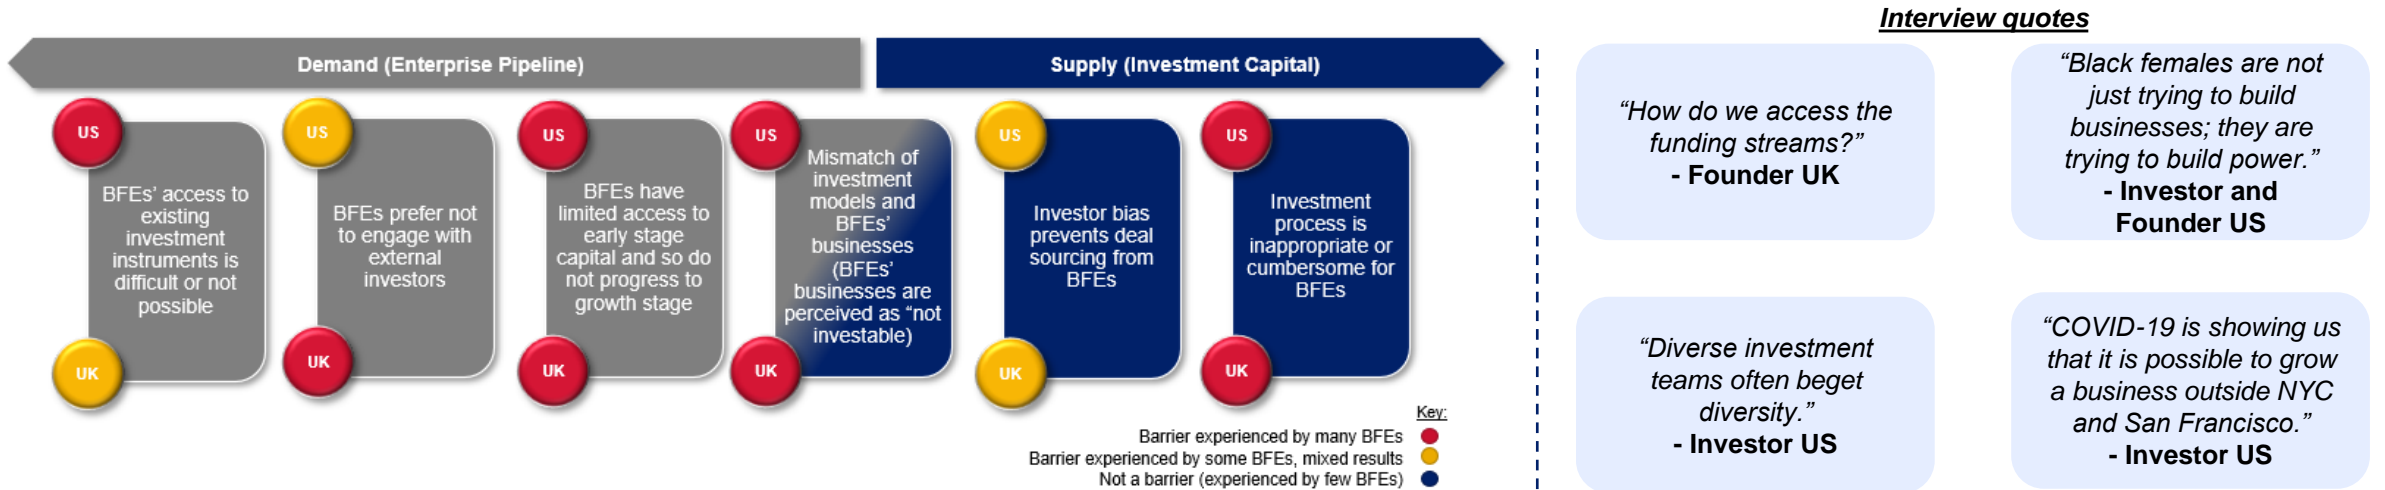 Demand (Enterprise Pipeline)
Supply (Investment Capital)
US
BFEs' access to
existing
investment
instruments is
difficult or not
possible
UK
US
BFEs prefer not
to engage with
external
investors
UK
US
BFEs have
limited access to
early stage
capital and so do
not progress to
growth stage
UK
US
Mismatch of
investment
models and
BFEs'
businesses
(BFEs'
businesses are
perceived as “not
investable)
UK
US
Investor bias
prevents deal
sourcing from
BFEs
UK
US
Investment
process is
inappropriate or
cumbersome for
BFEs
UK
Key:
Barrier experienced by many BFEs
Barrier experienced by some BFEs, mixed results
Not a barrier (experienced by few BFEs)
Interview quotes
“How do we access the
funding streams?”
- Founder UK
“Black females are not
just trying to build
businesses; they are
trying to build power.”
- Investor and
Founder US
“Diverse investment
teams often beget
diversity.”
- Investor US
“COVID-19 is showing us
that it is possible to grow
a business outside NYC
and San Francisco.”
- Investor US